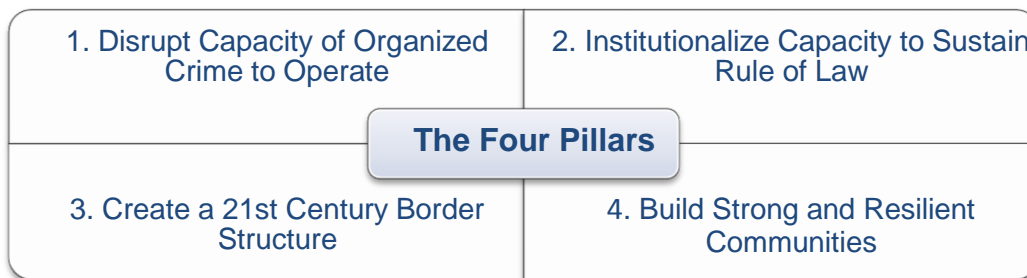 1. Disrupt Capacity of Organized
Crime to Operate
2. Institutionalize Capacity to Sustain
Rule of Law
The Four Pillars
3. Create a 21st Century Border
Structure
4. Build Strong and Resilient
Communities